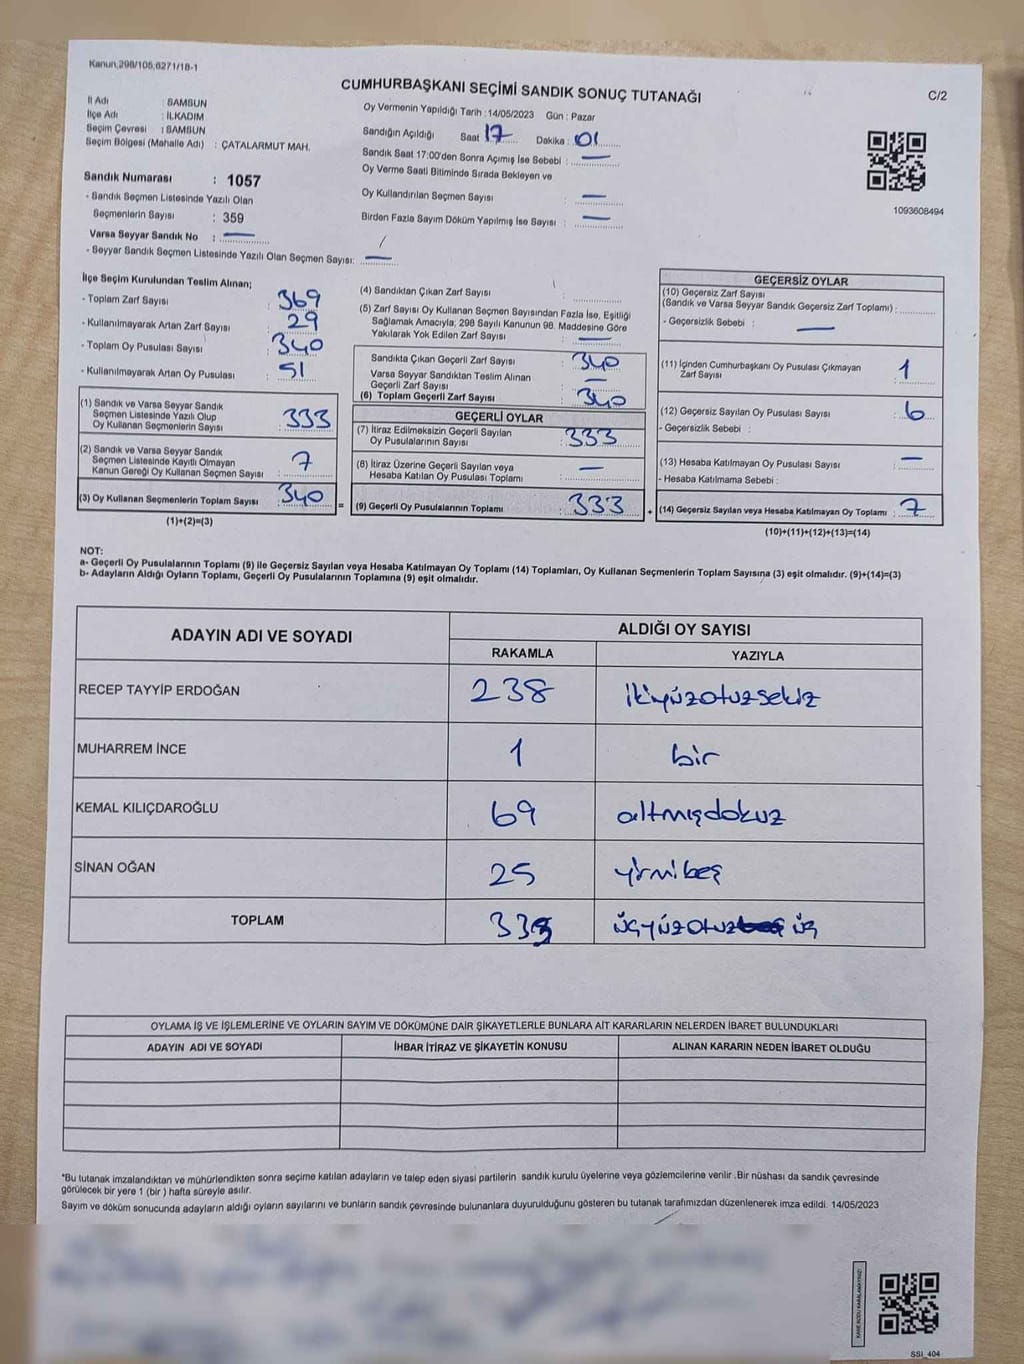 Kanun,298/105,6271/18-1
CUMHURBAŞKANI SEÇİMİ SANDIK SONUÇ TUTANAĞI
C/2
İl Adı : SAMSUN
İlçe Adı : İLKADIM
Seçim Çevresi : SAMSUN
Seçim Bölgesi (Mahalle Adı) : ÇATALARMUT MAH.
Sandık Numarası : 1057
- Sandık Seçmen Listesinde Yazılı Olan
Seçmenlerin Sayısı : 359
Varsa Seyyar Sandık No : —
- Seyyar Sandık Seçmen Listesinde Yazılı Olan Seçmen Sayısı: —
Oy Vermenin Yapıldığı Tarih : 14/05/2023 Gün : Pazar
Sandığın Açıldığı Saat 17 Dakika : 01
Sandık Saat 17:00'den Sonra Açımış İse Sebebi : —
Oy Verme Saati Bitiminde Sırada Bekleyen ve
Oy Kullandırılan Seçmen Sayısı : —
Birden Fazla Sayım Döküm Yapılmış İse Sayısı : —
1093608494
İlçe Seçim Kurulundan Teslim Alınan;
- Toplam Zarf Sayısı : 369
- Kullanılmayarak Artan Zarf Sayısı : 29
- Toplam Oy Pusulası Sayısı : 340
- Kullanılmayarak Artan Oy Pusulası : 51
(1) Sandık ve Varsa Seyyar Sandık
Seçmen Listesinde Yazılı Olup
Oy Kullanan Seçmenlerin Sayısı : 333
(2) Sandık ve Varsa Seyyar Sandık
Seçmen Listesinde Kayıtlı Olmayan
Kanun Gereği Oy Kullanan Seçmen Sayısı : 7
(3) Oy Kullanan Seçmenlerin Toplam Sayısı : 340
(1)+(2)=(3)
=
(4) Sandıktan Çıkan Zarf Sayısı :
(5) Zarf Sayısı Oy Kullanan Seçmen Sayısından Fazla İse, Eşitliği
Sağlamak Amacıyla; 298 Sayılı Kanunun 98. Maddesine Göre
Yakılarak Yok Edilen Zarf Sayısı : —
Sandıkta Çıkan Geçerli Zarf Sayısı : 340
Varsa Seyyar Sandıktan Teslim Alınan
Geçerli Zarf Sayısı : —
(6) Toplam Geçerli Zarf Sayısı : 340
GEÇERLİ OYLAR
(7) İtiraz Edilmeksizin Geçerli Sayılan
Oy Pusulalarının Sayısı : 333
(8) İtiraz Üzerine Geçerli Sayılan veya
Hesaba Katılan Oy Pusulası Toplamı : —
(9) Geçerli Oy Pusulalarının Toplamı : 333
+
GEÇERSİZ OYLAR
(10) Geçersiz Zarf Sayısı
(Sandık ve Varsa Seyyar Sandık Geçersiz Zarf Toplamı) :
- Geçersizlik Sebebi : —
(11) İçinden Cumhurbaşkanı Oy Pusulası Çıkmayan
Zarf Sayısı : 1
(12) Geçersiz Sayılan Oy Pusulası Sayısı : 6
- Geçersizlik Sebebi :
(13) Hesaba Katılmayan Oy Pusulası Sayısı : —
- Hesaba Katılmama Sebebi :
(14) Geçersiz Sayılan veya Hesaba Katılmayan Oy Toplamı : 7
(10)+(11)+(12)+(13)=(14)
NOT:
a- Geçerli Oy Pusulalarının Toplamı (9) ile Geçersiz Sayılan veya Hesaba Katılmayan Oy Toplamı (14) Toplamları, Oy Kullanan Seçmenlerin Toplam Sayısına (3) eşit olmalıdır. (9)+(14)=(3)
b- Adayların Aldığı Oyların Toplamı, Geçerli Oy Pusulalarının Toplamına (9) eşit olmalıdır.
ADAYIN ADI VE SOYADI
ALDIĞI OY SAYISI
RAKAMLA YAZIYLA
RECEP TAYYİP ERDOĞAN 238 ikiyüzotuzsekiz
MUHARREM İNCE 1 bir
KEMAL KILIÇDAROĞLU 69 altmışdokuz
SİNAN OĞAN 25 yirmibeş
TOPLAM 333 üçyüzotuz üç
OYLAMA İŞ VE İŞLEMLERİNE VE OYLARIN SAYIM VE DÖKÜMÜNE DAİR ŞİKAYETLERLE BUNLARA AİT KARARLARIN NELERDEN İBARET BULUNDUKLARI
ADAYIN ADI VE SOYADI İHBAR İTİRAZ VE ŞİKAYETİN KONUSU ALINAN KARARIN NEDEN İBARET OLDUĞU
*Bu tutanak imzalandıktan ve mühürlendikten sonra seçime katılan adayların ve talep eden siyasi partilerin sandık kurulu üyelerine veya gözlemcilerine verilir .Bir nüshası da sandık çevresinde
görülecek bir yere 1 (bir ) hafta süreyle asılır.
Sayım ve döküm sonucunda adayların aldığı oyların sayılarını ve bunların sandık çevresinde bulunanlara duyurulduğunu gösteren bu tutanak tarafımızdan düzenlenerek imza edildi. 14/05/2023
SSI_404